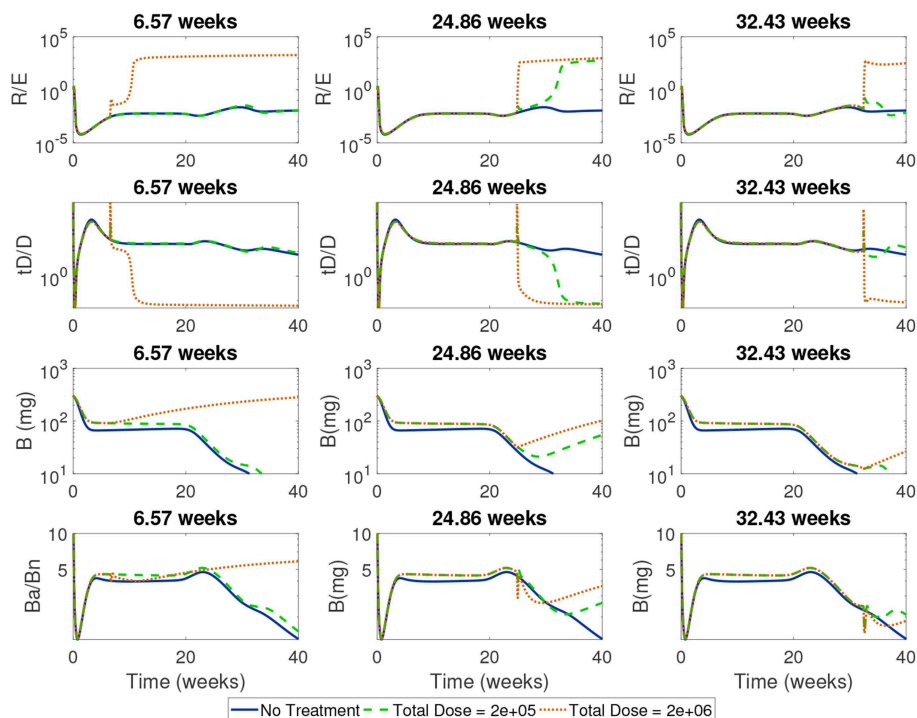 6.57 weeks 24.86 weeks 32.43 weeks
10^5 10^5 10^5
R/E R/E R/E
10^0 10^0 10^0
10^-5 10^-5 10^-5
0 20 40 0 20 40 0 20 40
6.57 weeks 24.86 weeks 32.43 weeks
tD/D tD/D tD/D
10^0 10^0 10^0
0 20 40 0 20 40 0 20 40
6.57 weeks 24.86 weeks 32.43 weeks
10^3 10^3 10^3
B (mg) B(mg) B(mg)
10^2 10^2 10^2
10^1 10^1 10^1
0 20 40 0 20 40 0 20 40
6.57 weeks 24.86 weeks 32.43 weeks
10 10 10
Ba/Bn B(mg) B(mg)
5 5 5
0 20 40 0 20 40 0 20 40
Time (weeks) Time (weeks) Time (weeks)
No Treatment Total Dose = 2e+05 Total Dose = 2e+06